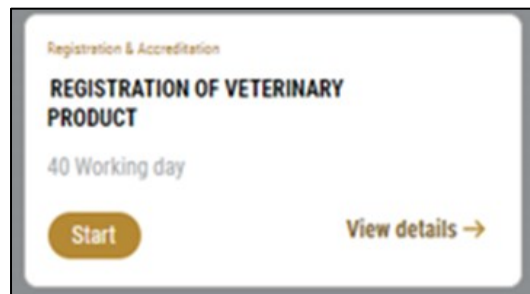 Registration & Accreditation
REGISTRATION OF VETERINARY
PRODUCT
40 Working day
Start
View details →